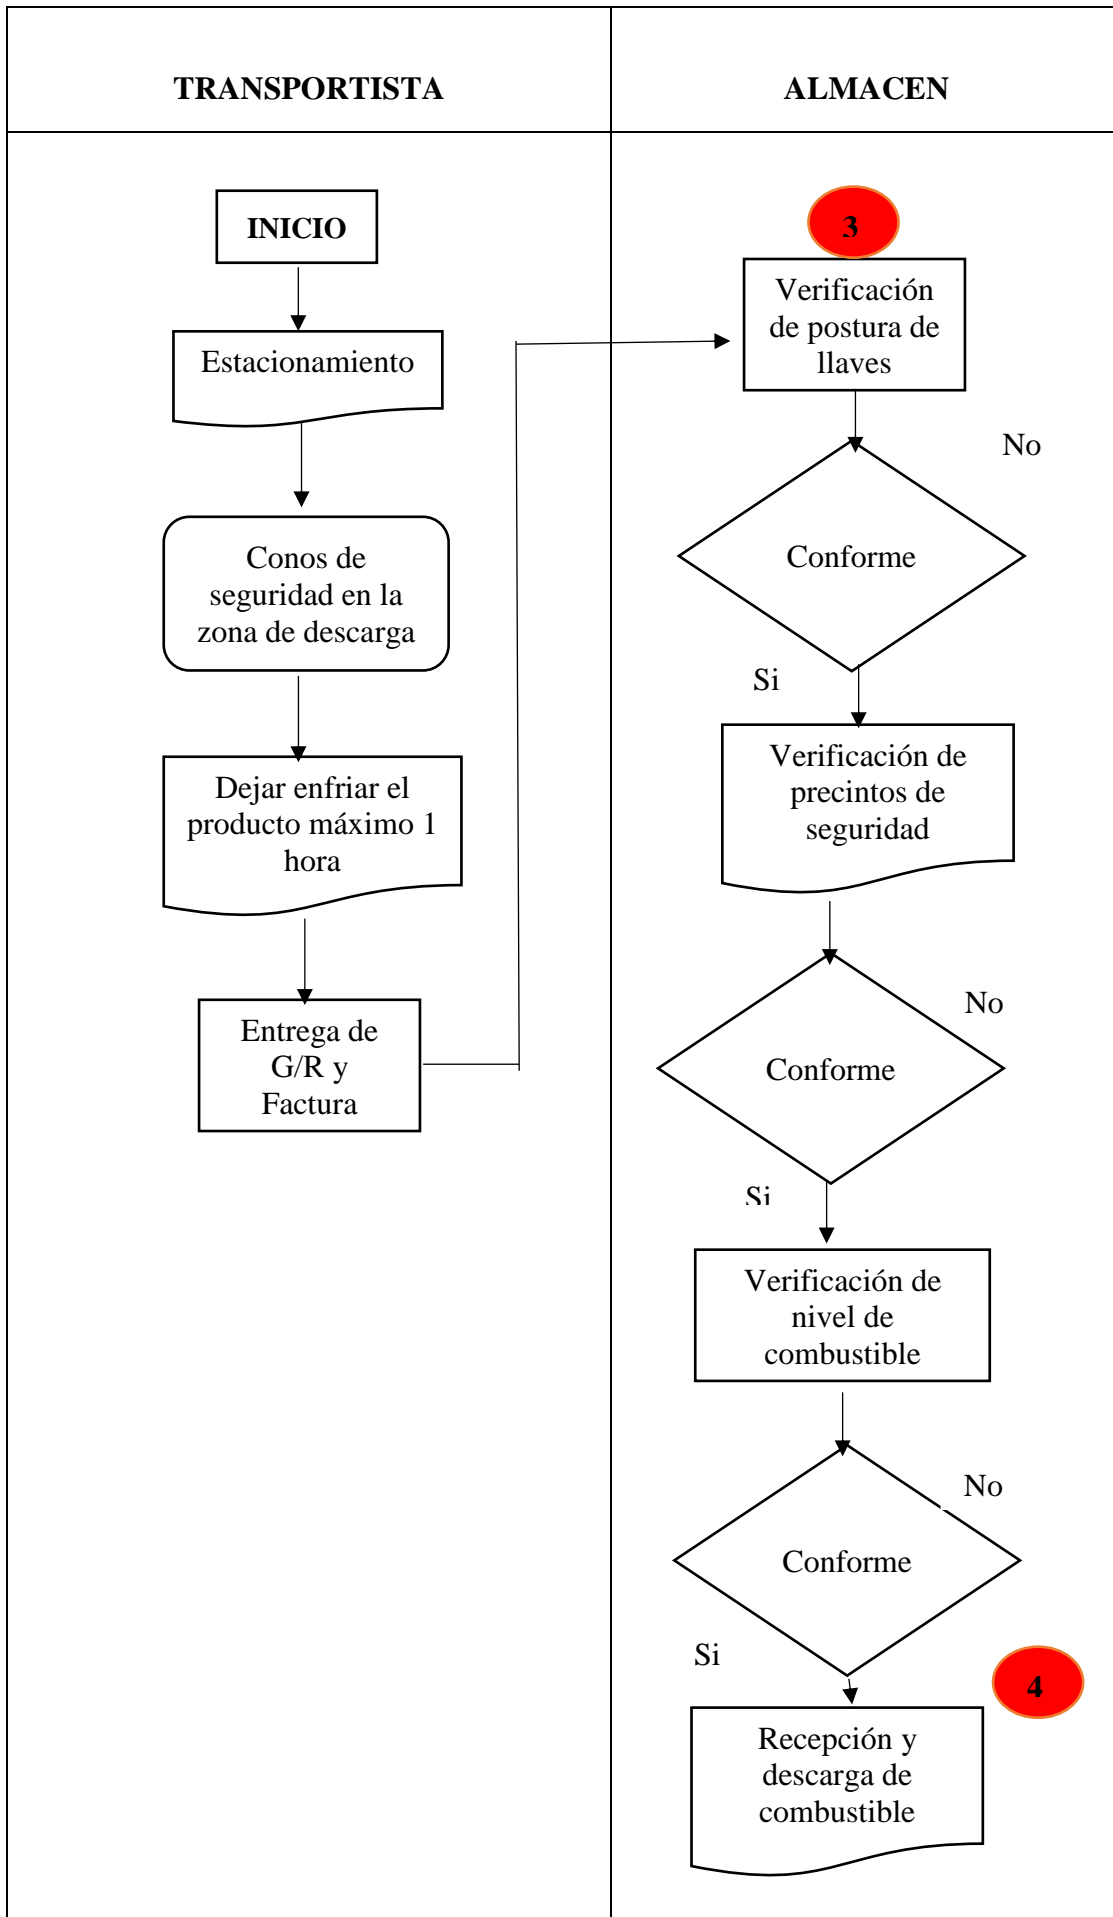 TRANSPORTISTA
ALMACEN
INICIO
Estacionamiento
Conos de
seguridad en la
zona de descarga
Dejar enfriar el
producto máximo 1
hora
Entrega de
G/R y
Factura
3
Verificación
de postura de
llaves
No
Conforme
Si
Verificación de
precintos de
seguridad
No
Conforme
Si
Verificación de
nivel de
combustible
No
Conforme
Si
4
Recepción y
descarga de
combustible